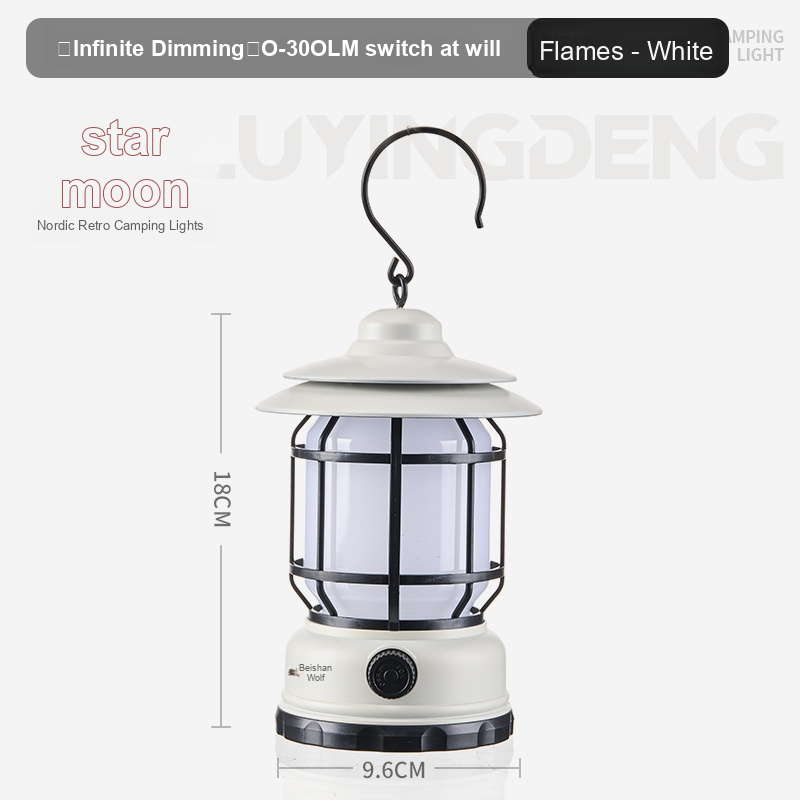 Infinite Dimming O-30OLM switch at will
Flames - White
AMPING
LIGHT
LUYINGDENG
star
moon
Nordic Retro Camping Lights
18CM
Beishan
Wolf
9.6CM